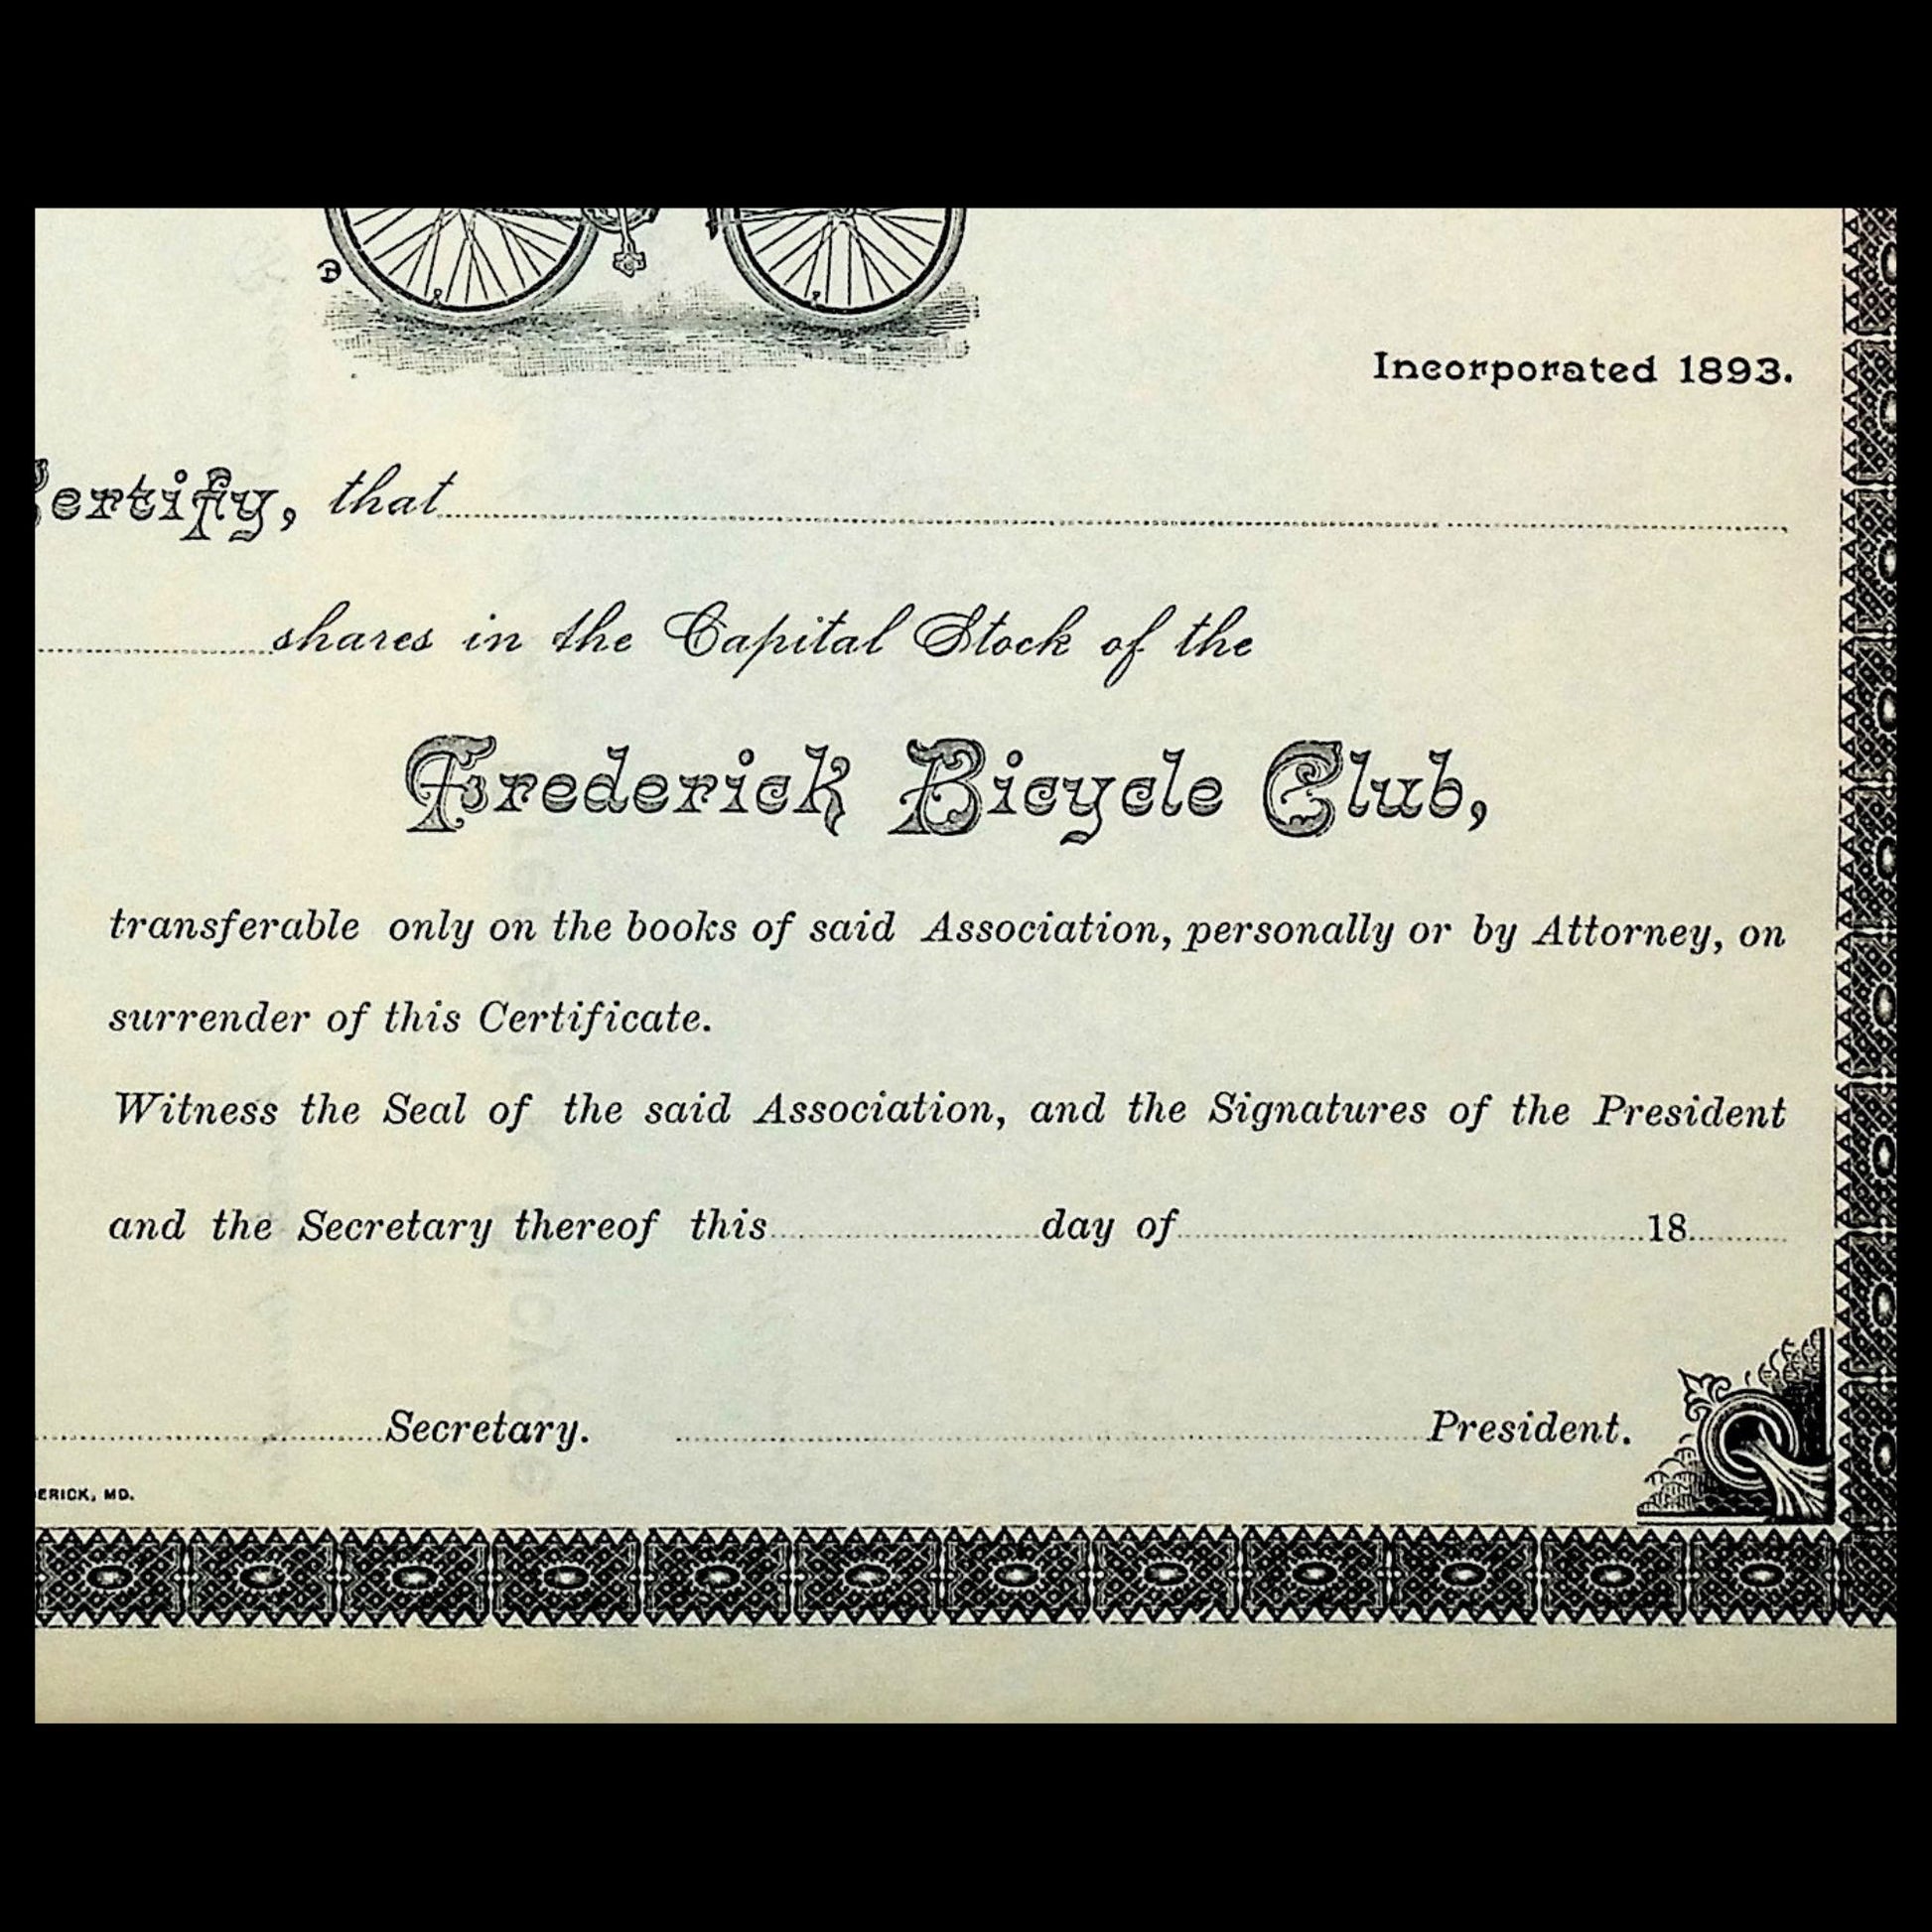 Incorporated 1893.
ertify, that
shares in the Capital Stock of the
Frederick Bicycle Club,
transferable only on the books of said Association, personally or by Attorney, on
surrender of this Certificate.
Witness the Seal of the said Association, and the Signatures of the President
and the Secretary thereof this day of 18
Secretary. President.
ERICK, MD.